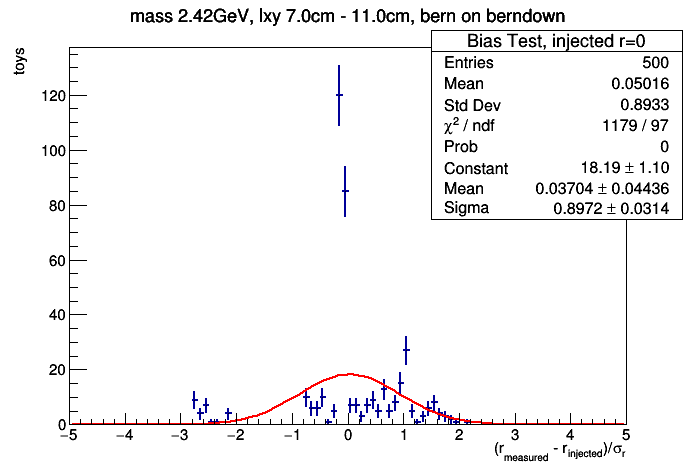 mass 2.42GeV, lxy 7.0cm - 11.0cm, bern on berndown
toys
Bias Test, injected r=0
Entries 500
Mean 0.05016
Std Dev 0.8933
χ² / ndf 1179 / 97
Prob 0
Constant 18.19 ± 1.10
Mean 0.03704 ± 0.04436
Sigma 0.8972 ± 0.0314
120
100
80
60
40
20
0
−5 −4 −3 −2 −1 0 1 2 3 4 5
(r_measured - r_injected)/σ_r